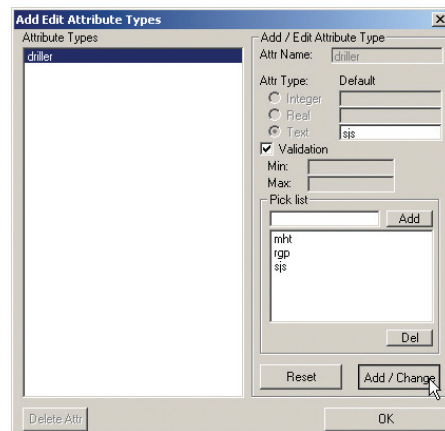 Add Edit Attribute Types
Attribute Types
driller
Add / Edit Attribute Type
Attr Name: driller
Attr Type: Default
Integer
Real
Text sjs
Validation
Min:
Max:
Pick list
Add
mht
rgp
sjs
Del
Reset Add / Change
Delete Attr OK